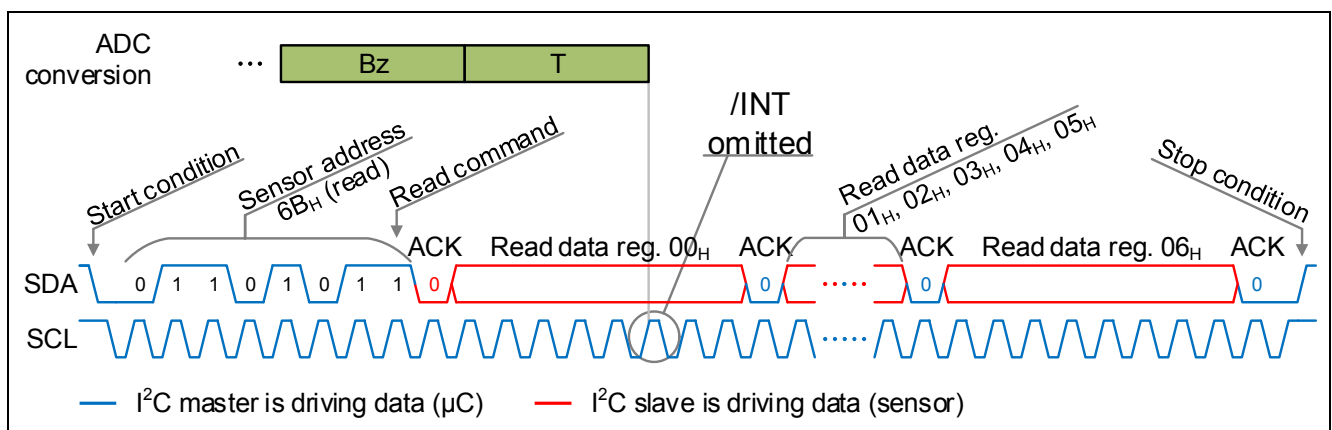 ADC
conversion
... Bz T
/INT
omitted
Start condition
Sensor address
6BH (read)
Read command
Read data reg.
01H, 02H, 03H, 04H, 05H
Stop condition
ACK Read data reg. 00H ACK ACK Read data reg. 06H ACK
SDA 0 1 1 0 1 0 1 1 0 0 ..... 0 0
SCL .....
I2C master is driving data (µC) I2C slave is driving data (sensor)